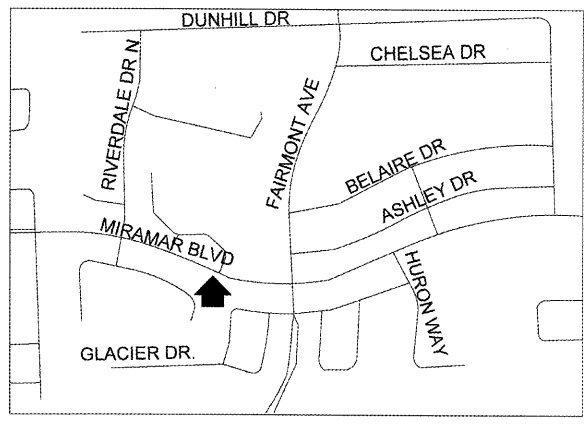 DUNHILL DR
CHELSEA DR
RIVERDALE DR N
FAIRMONT AVE
BELAIRE DR
ASHLEY DR
MIRAMAR BLVD
HURON WAY
GLACIER DR.